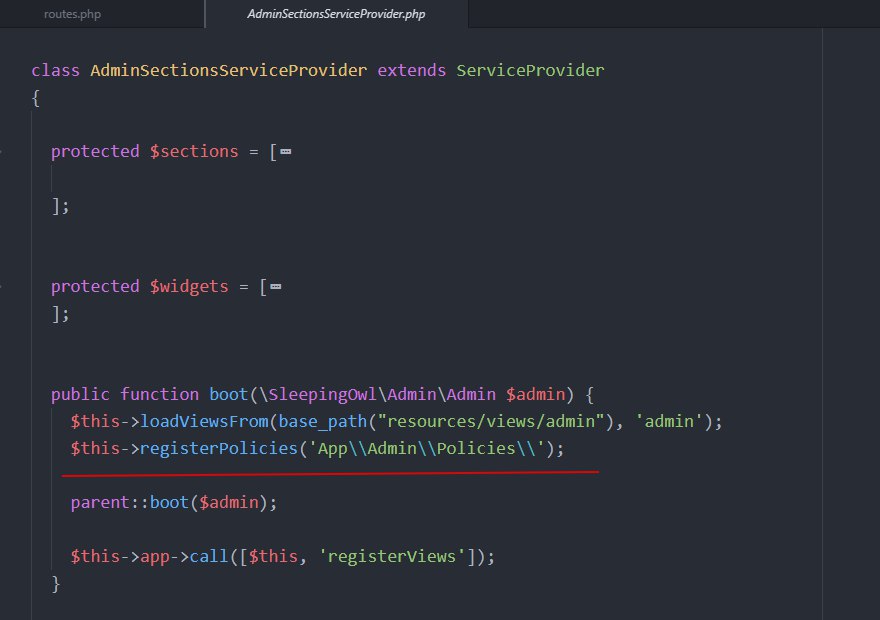 routes.php
AdminSectionsServiceProvider.php
class AdminSectionsServiceProvider extends ServiceProvider
{
protected $sections = [
];
protected $widgets = [
];
public function boot(\SleepingOwl\Admin\Admin $admin) {
$this->loadViewsFrom(base_path("resources/views/admin"), 'admin');
$this->registerPolicies('App\\Admin\\Policies\\');
parent::boot($admin);
$this->app->call([$this, 'registerViews']);
}